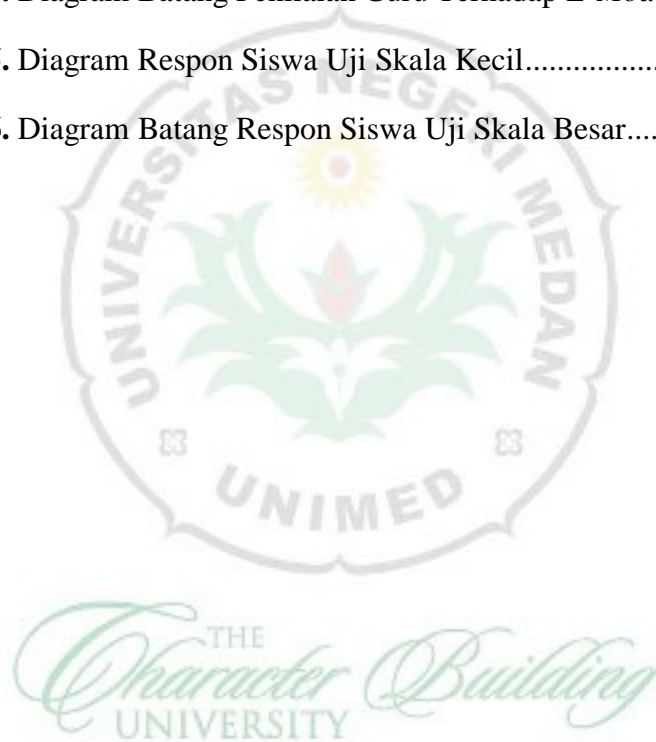 Diagram Respon Siswa Uji Skala Kecil..................
Diagram Batang Respon Siswa Uji Skala Besar....
UNIVERSITAS NEGERI MEDAN
UNIMED
THE
Character Building
UNIVERSITY